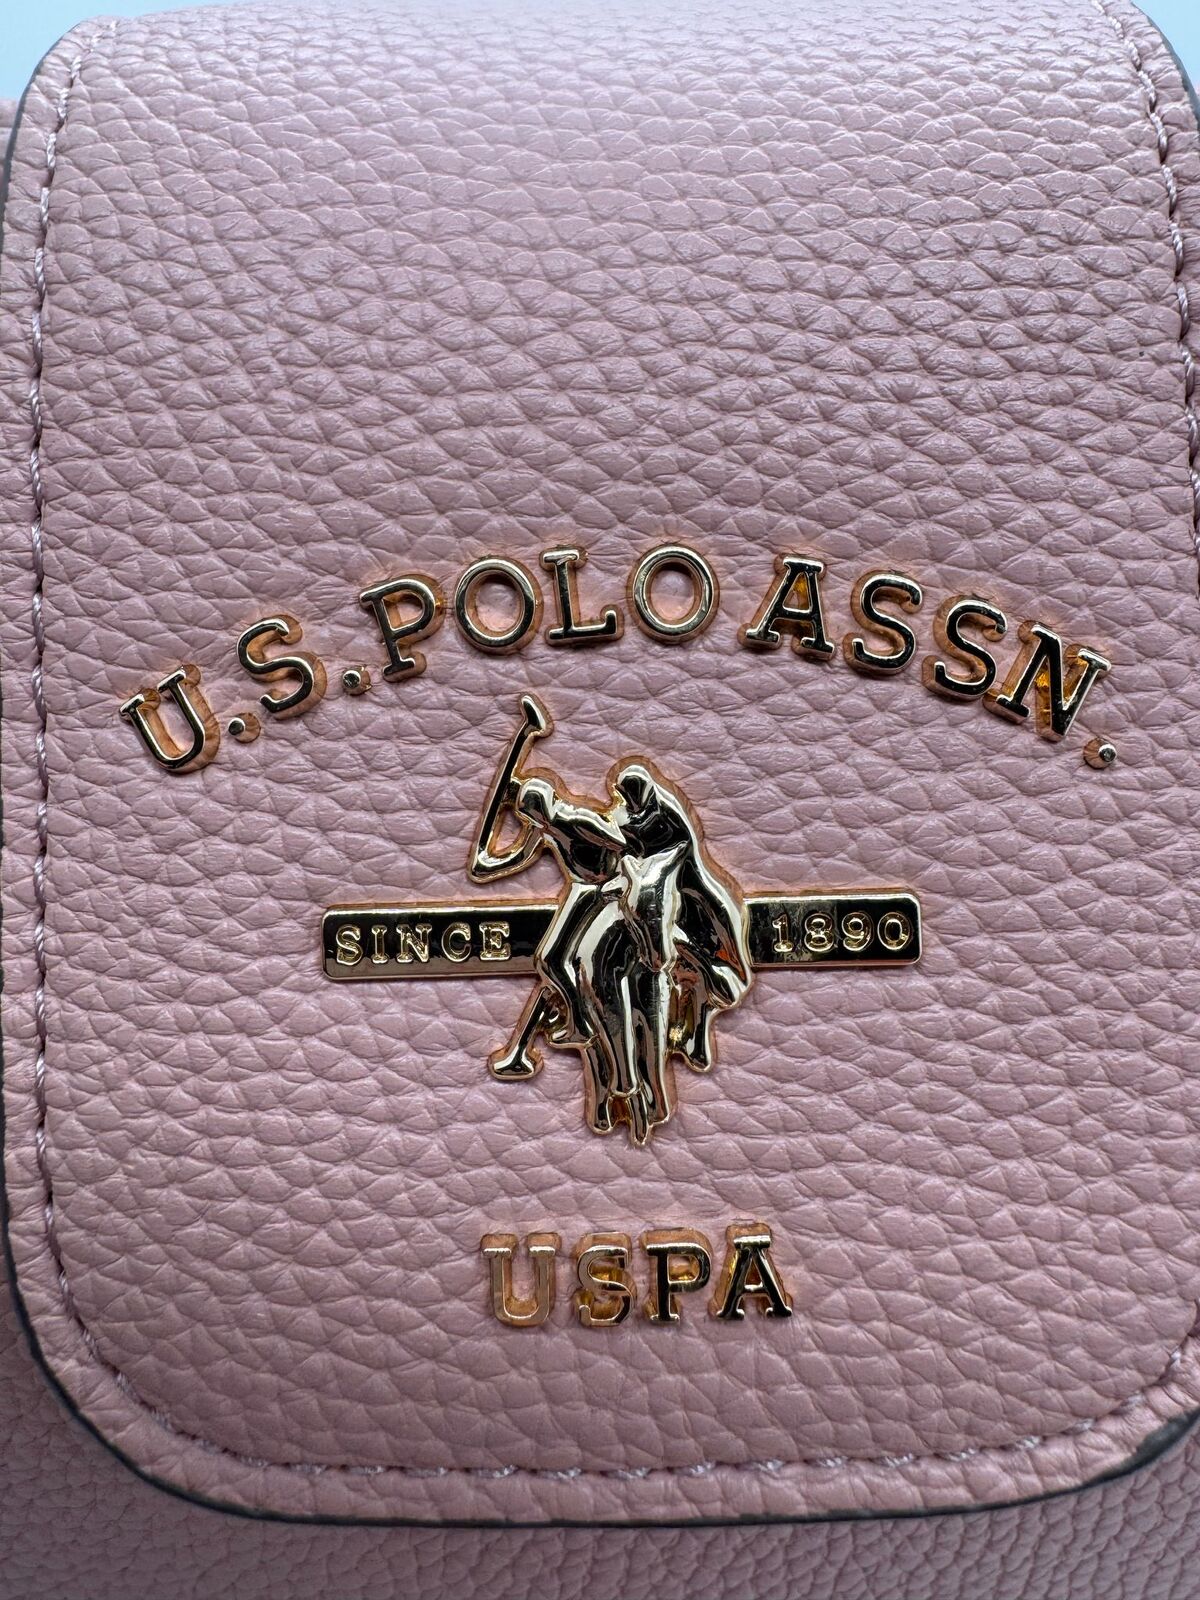 U.S. POLO ASSN.
SINCE 1890
USPA